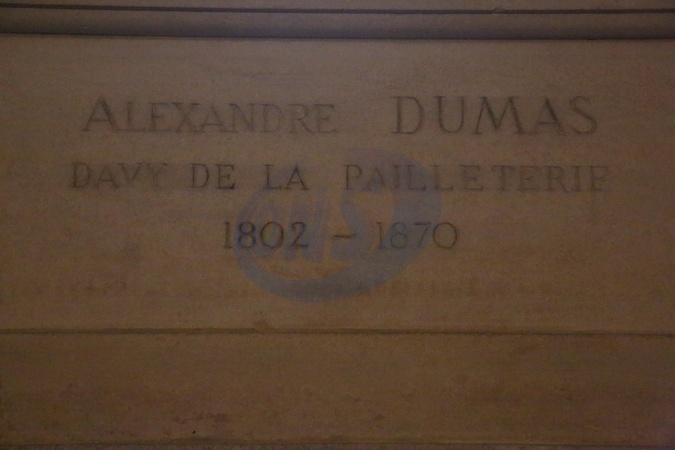 ALEXANDRE DUMAS
DAVY DE LA PAILLETERIE
1802 – 1870